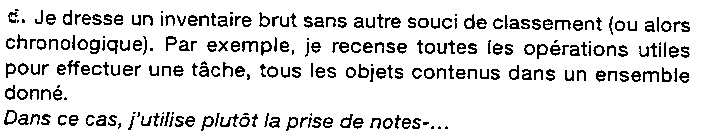 c. Je dresse un inventaire brut sans autre souci de classement (ou alors
chronologique). Par exemple, je recense toutes les opérations utiles
pour effectuer une tâche, tous les objets contenus dans un ensemble
donné.
Dans ce cas, j'utilise plutôt la prise de notes-...